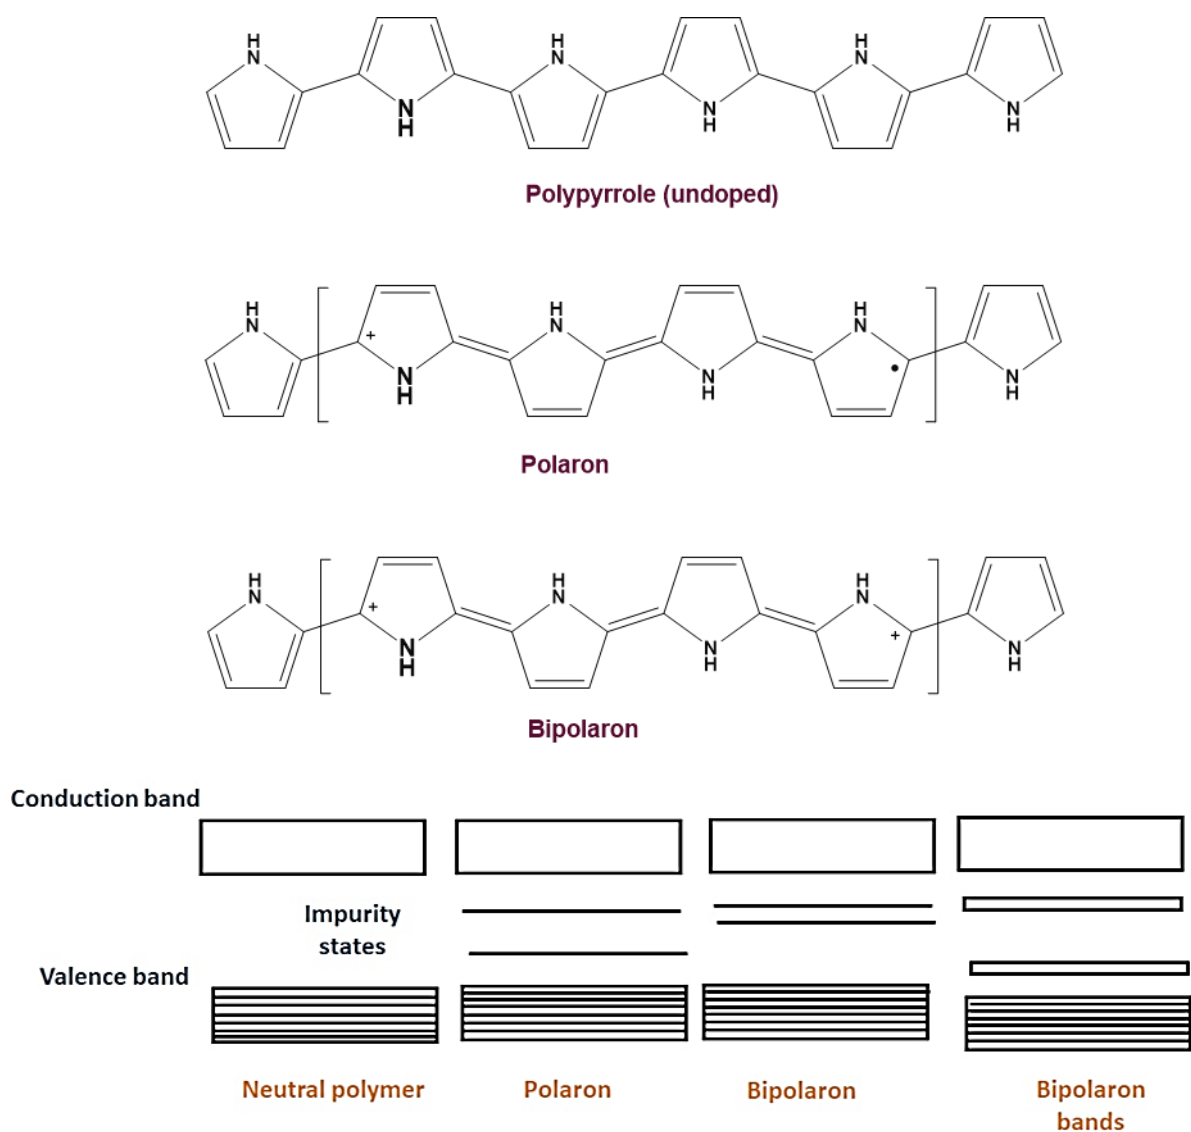 H
N
H
N
H
N
N
H
N
H
N
H
Polypyrrole (undoped)
H
N
+
H
N
H
N
N
H
N
H
•
N
H
Polaron
H
N
+
H
N
H
N
N
H
N
H
+
N
H
Bipolaron
Conduction band
Impurity
states
Valence band
Neutral polymer
Polaron
Bipolaron
Bipolaron
bands